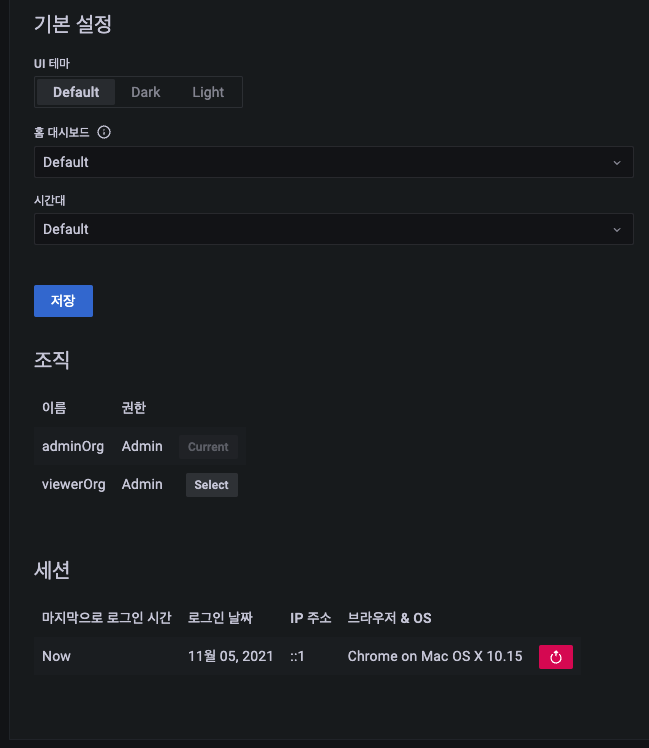 기본 설정
UI 테마
Default Dark Light
홈 대시보드
Default
시간대
Default
저장
조직
이름 권한
adminOrg Admin Current
viewerOrg Admin Select
세션
마지막으로 로그인 시간 로그인 날짜 IP 주소 브라우저 & OS
Now 11월 05, 2021 ::1 Chrome on Mac OS X 10.15